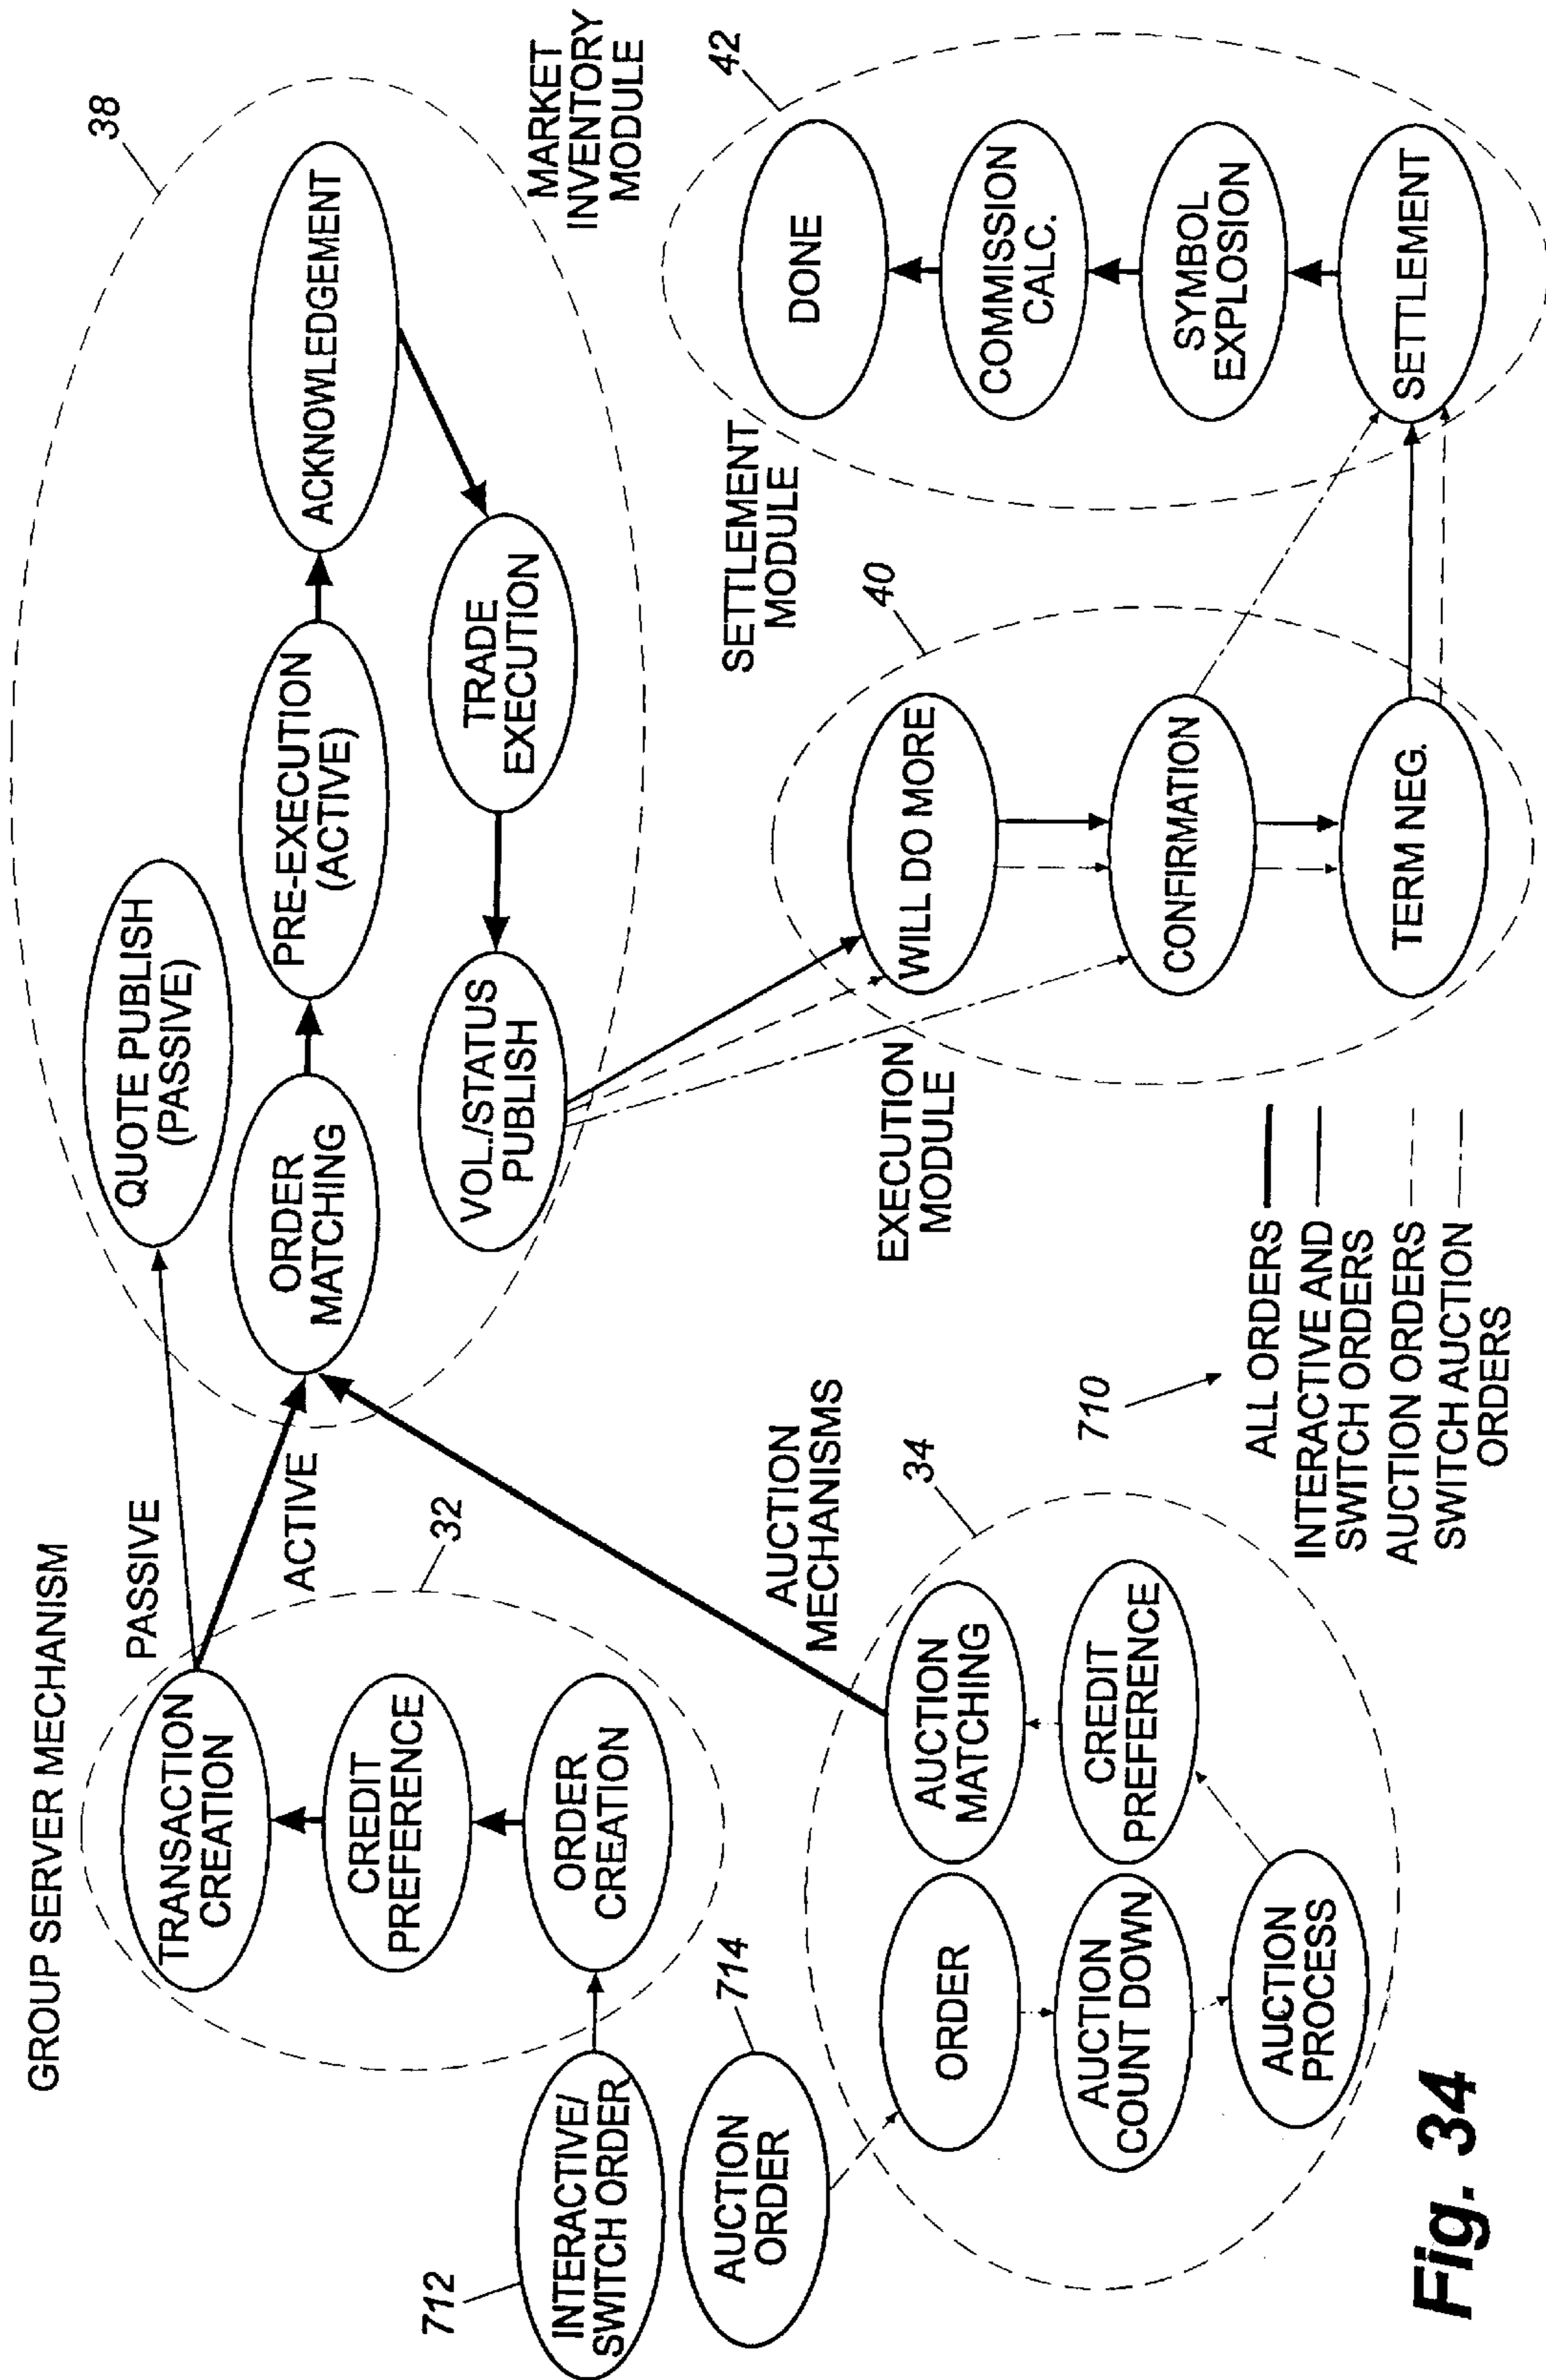 GROUP SERVER MECHANISM
TRANSACTION
CREATION
CREDIT
PREFERENCE
ORDER
CREATION
32
PASSIVE
ACTIVE
712
INTERACTIVE/
SWITCH ORDER
714
AUCTION
ORDER
38
QUOTE PUBLISH
(PASSIVE)
ORDER
MATCHING
PRE-EXECUTION
(ACTIVE)
ACKNOWLEDGEMENT
TRADE
EXECUTION
VOL./STATUS
PUBLISH
MARKET
INVENTORY
MODULE
AUCTION
MECHANISMS
34
ORDER
AUCTION
COUNT DOWN
AUCTION
PROCESS
CREDIT
PREFERENCE
AUCTION
MATCHING
EXECUTION
MODULE
40
WILL DO MORE
CONFIRMATION
TERM NEG.
SETTLEMENT
MODULE
42
DONE
COMMISSION
CALC.
SYMBOL
EXPLOSION
SETTLEMENT
710
ALL ORDERS
INTERACTIVE AND
SWITCH ORDERS
AUCTION ORDERS
SWITCH AUCTION
ORDERS
Fig. 34